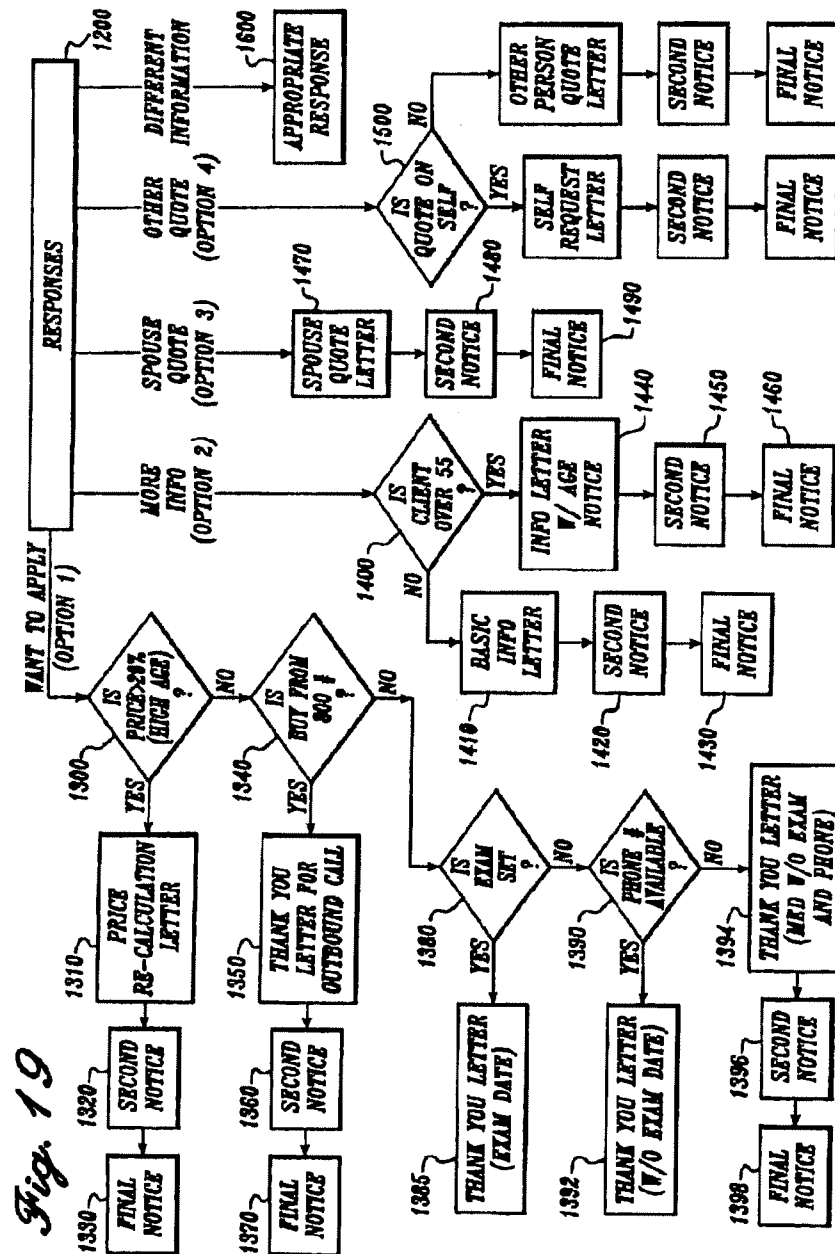 Fig. 19
RESPONSES
1200
WANT TO APPLY
(OPTION 1)
MORE
INFO
(OPTION 2)
SPOUSE
QUOTE
(OPTION 3)
OTHER
QUOTE
(OPTION 4)
DIFFERENT
INFORMATION
1300
IS
PRICE>20%
(HIGH AGE)
?
YES
NO
1310
PRICE
RE-CALCULATION
LETTER
1320
SECOND
NOTICE
1330
FINAL
NOTICE
1340
IS
BUY FROM
800 #
?
YES
NO
1350
THANK YOU
LETTER FOR
OUTBOUND CALL
1360
SECOND
NOTICE
1370
FINAL
NOTICE
1380
IS
EXAM
SET
?
YES
NO
1385
THANK YOU LETTER
(EXAM DATE)
1390
IS
PHONE #
AVAILABLE
?
YES
NO
1392
THANK YOU LETTER
(W/O EXAM DATE)
1394
THANK YOU LETTER
(MED W/O EXAM
AND PHONE)
1396
SECOND
NOTICE
1398
FINAL
NOTICE
1400
IS
CLIENT
OVER 55
?
NO
YES
1410
BASIC
INFO
LETTER
1420
SECOND
NOTICE
1430
FINAL
NOTICE
1440
INFO LETTER
W/ AGE
NOTICE
1450
SECOND
NOTICE
1460
FINAL
NOTICE
1470
SPOUSE
QUOTE
LETTER
1480
SECOND
NOTICE
1490
FINAL
NOTICE
1500
IS
QUOTE ON
SELF
?
YES
NO
SELF
REQUEST
LETTER
SECOND
NOTICE
FINAL
NOTICE
OTHER
PERSON
QUOTE
LETTER
SECOND
NOTICE
FINAL
NOTICE
1600
APPROPRIATE
RESPONSE